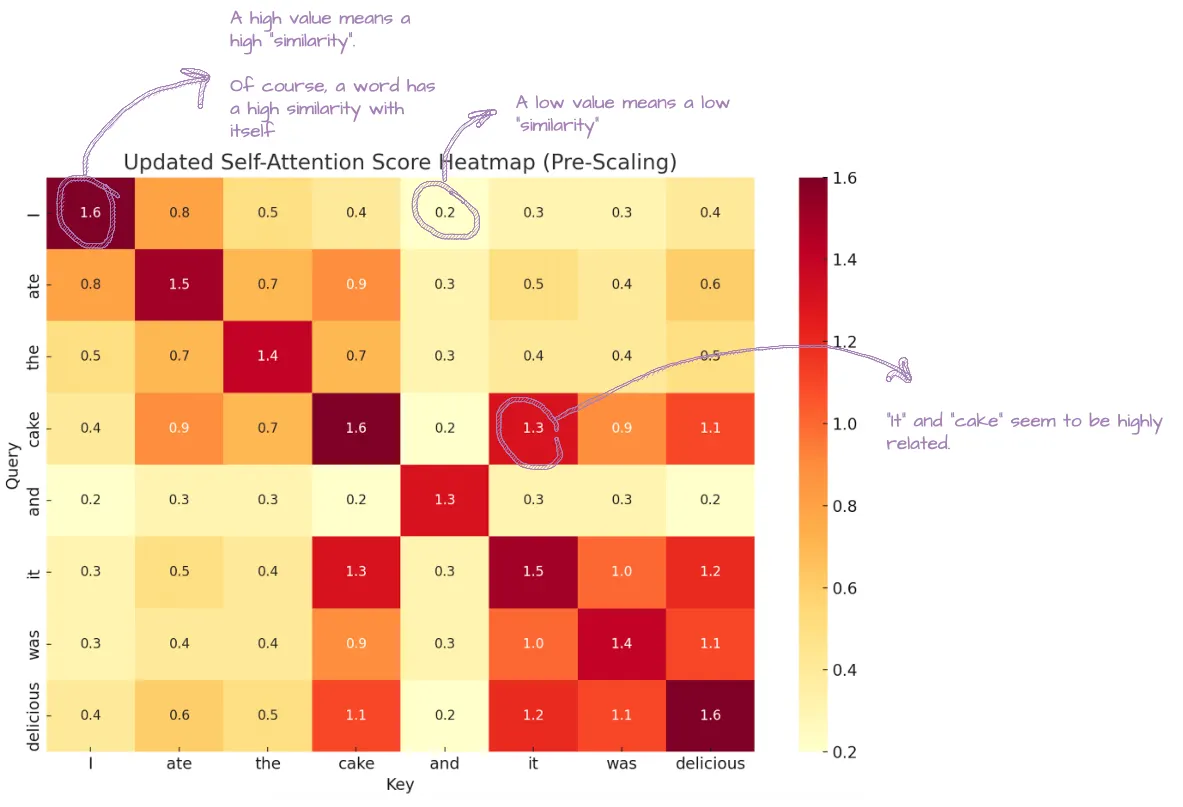 A high value means a
high "similarity".
Of course, a word has
a high similarity with
itself
A low value means a low
"similarity"
Updated Self-Attention Score Heatmap (Pre-Scaling)
I 1.6 0.8 0.5 0.4 0.2 0.3 0.3 0.4
ate 0.8 1.5 0.7 0.9 0.3 0.5 0.4 0.6
the 0.5 0.7 1.4 0.7 0.3 0.4 0.4 0.5
cake 0.4 0.9 0.7 1.6 0.2 1.3 0.9 1.1
and 0.2 0.3 0.3 0.2 1.3 0.3 0.3 0.2
it 0.3 0.5 0.4 1.3 0.3 1.5 1.0 1.2
was 0.3 0.4 0.4 0.9 0.3 1.0 1.4 1.1
delicious 0.4 0.6 0.5 1.1 0.2 1.2 1.1 1.6
I ate the cake and it was delicious
Key
Query
1.6
1.4
1.2
1.0
0.8
0.6
0.4
0.2
"it" and "cake" seem to be highly
related.